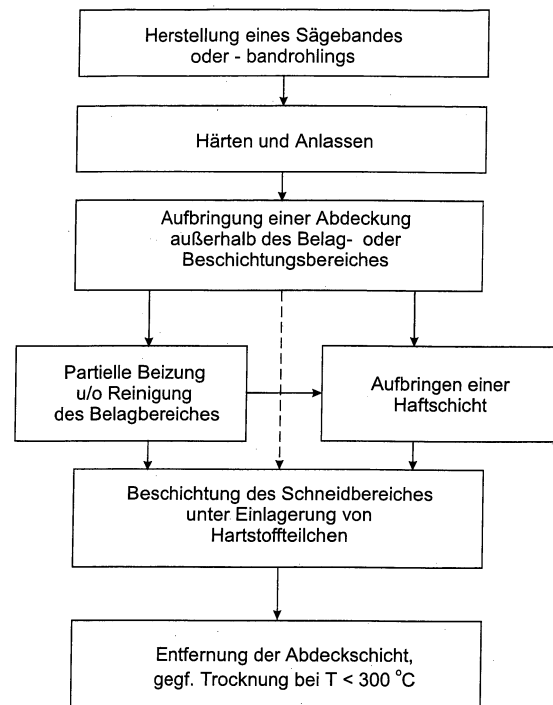 Herstellung eines Sägebandes
oder - bandrohlings
Härten und Anlassen
Aufbringung einer Abdeckung
außerhalb des Belag- oder
Beschichtungsbereiches
Partielle Beizung
u/o Reinigung
des Belagbereiches
Aufbringen einer
Haftschicht
Beschichtung des Schneidbereiches
unter Einlagerung von
Hartstoffteilchen
Entfernung der Abdeckschicht,
gegf. Trocknung bei T < 300 °C